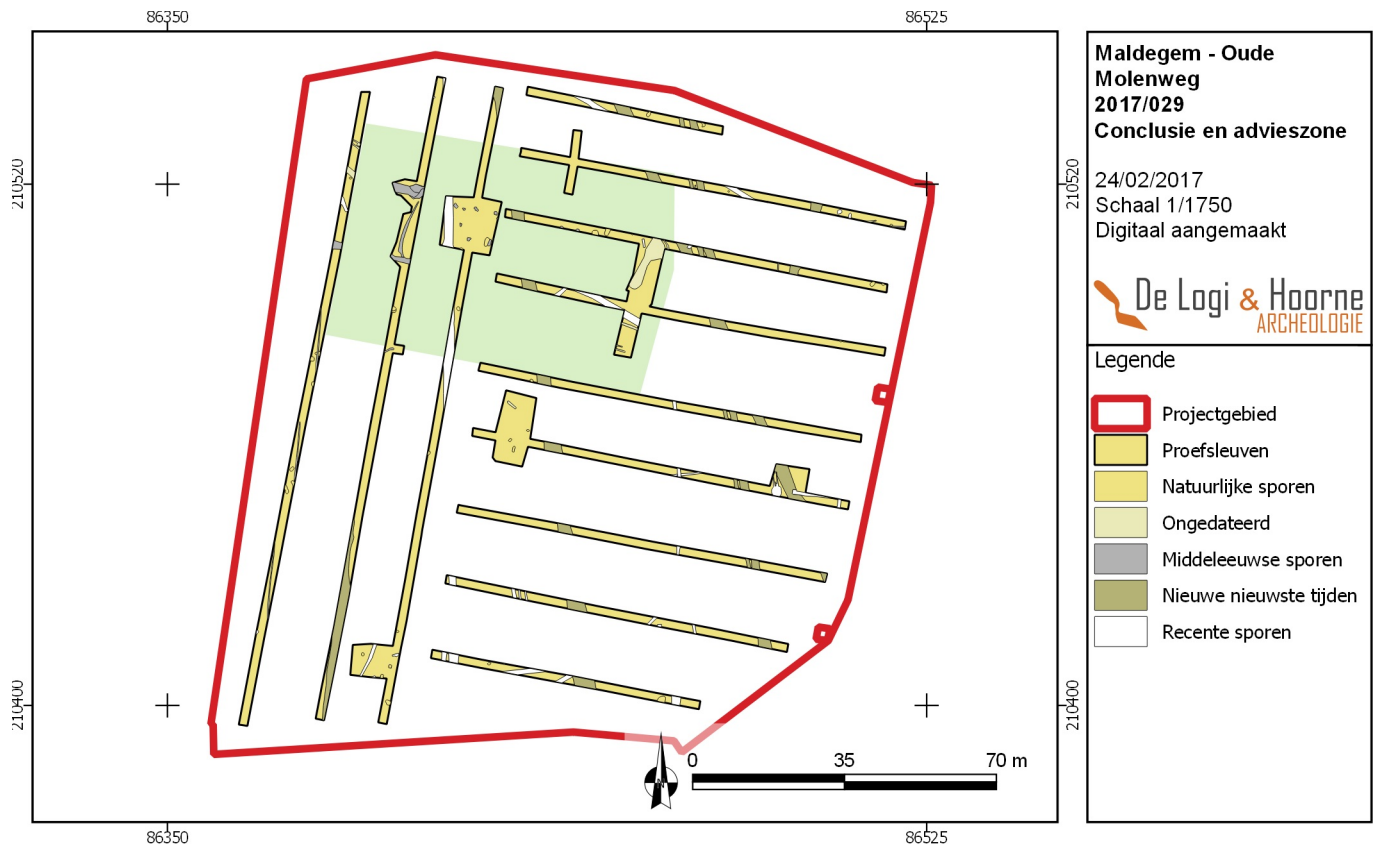 86350
86525
210520
210520
210400
210400
N
0
35
70 m
86350
86525
Maldegem - Oude
Molenweg
2017/029
Conclusie en advieszone
24/02/2017
Schaal 1/1750
Digitaal aangemaakt
De Logi & Hoorne
ARCHEOLOGIE
Legende
Projectgebied
Proefsleuven
Natuurlijke sporen
Ongedateerd
Middeleeuwse sporen
Nieuwe nieuwste tijden
Recente sporen